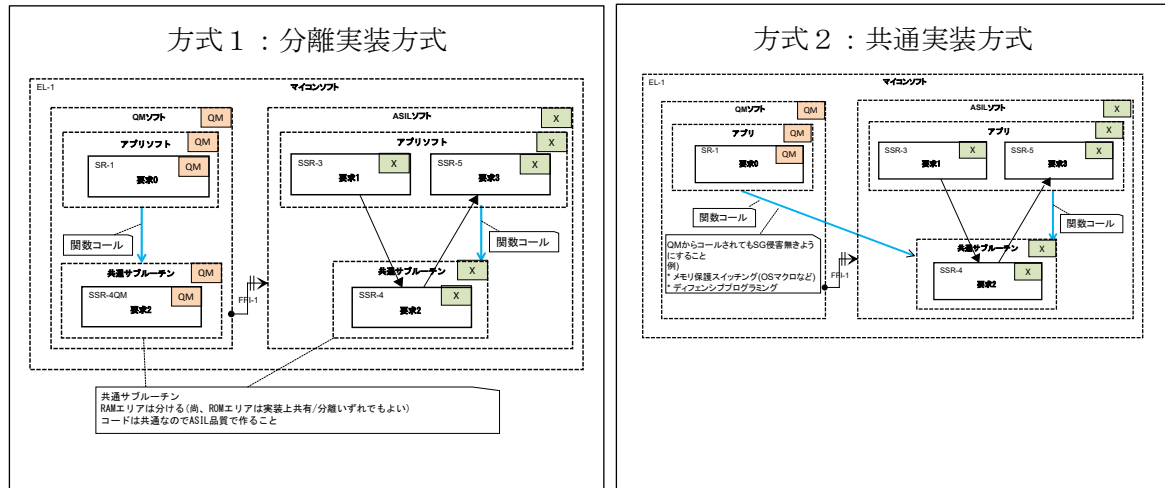 方式１：分離実装方式
EL-1
マイコンソフト
QMソフト
QM
アプリソフト
QM
SR-1
QM
要求0
関数コール
共通サブルーチン
QM
SSR-4QM
QM
要求2
FFI-1
ASILソフト
X
アプリソフト
X
SSR-3
X
要求1
SSR-5
X
要求3
関数コール
共通サブルーチン
X
SSR-4
X
要求2
共通サブルーチン
RAMエリアは分ける(尚、ROMエリアは実装上共有/分離いずれでもよい)
コードは共通なのでASIL品質で作ること
方式２：共通実装方式
EL-1
マイコンソフト
QMソフト
QM
アプリ
QM
SR-1
QM
要求0
関数コール
QMからコールされてもSG侵害無きよう
にすること
例)
* メモリ保護スイッチング(OSマクロなど)
* ディフェンシブプログラミング
FFI-1
ASILソフト
X
アプリ
X
SSR-3
X
要求1
SSR-5
X
要求3
関数コール
共通サブルーチン
X
SSR-4
X
要求2